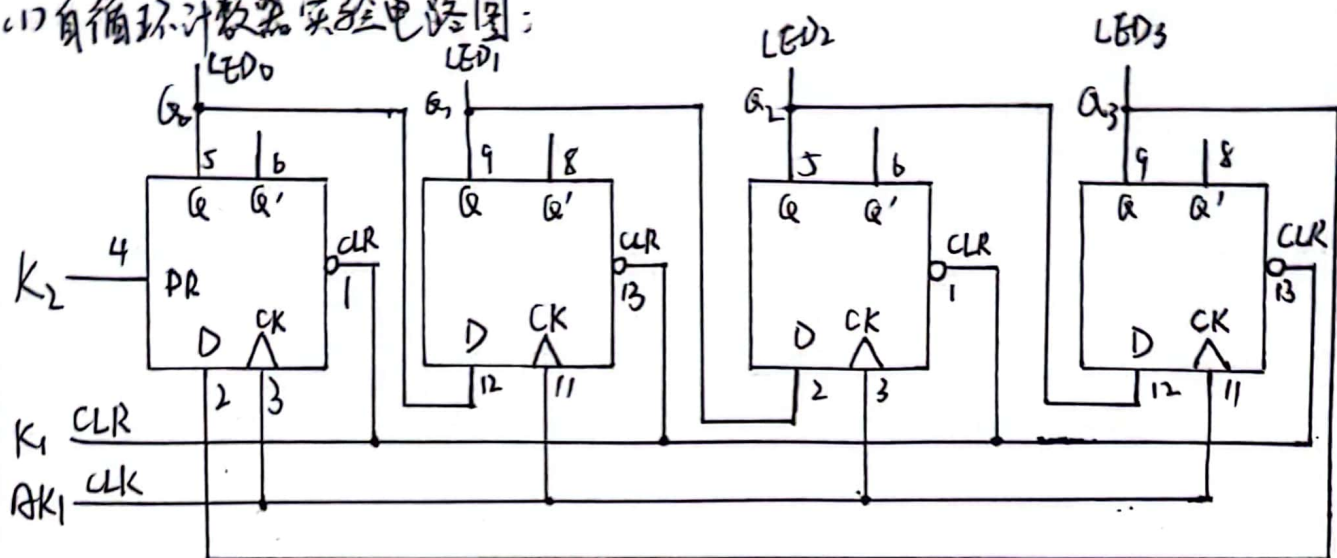 (1) 自循环计数器实验电路图:
LED0 LED1 LED2 LED3
Q0 Q1 Q2 Q3
5 6 9 8 5 6 9 8
Q Q' Q Q' Q Q' Q Q'
K2 4 PR CLR 1 CLR 13 CLR 1 CLR 13
D CK D CK D CK D CK
2 3 12 11 2 3 12 11
K1 CLR
AK1 CLK